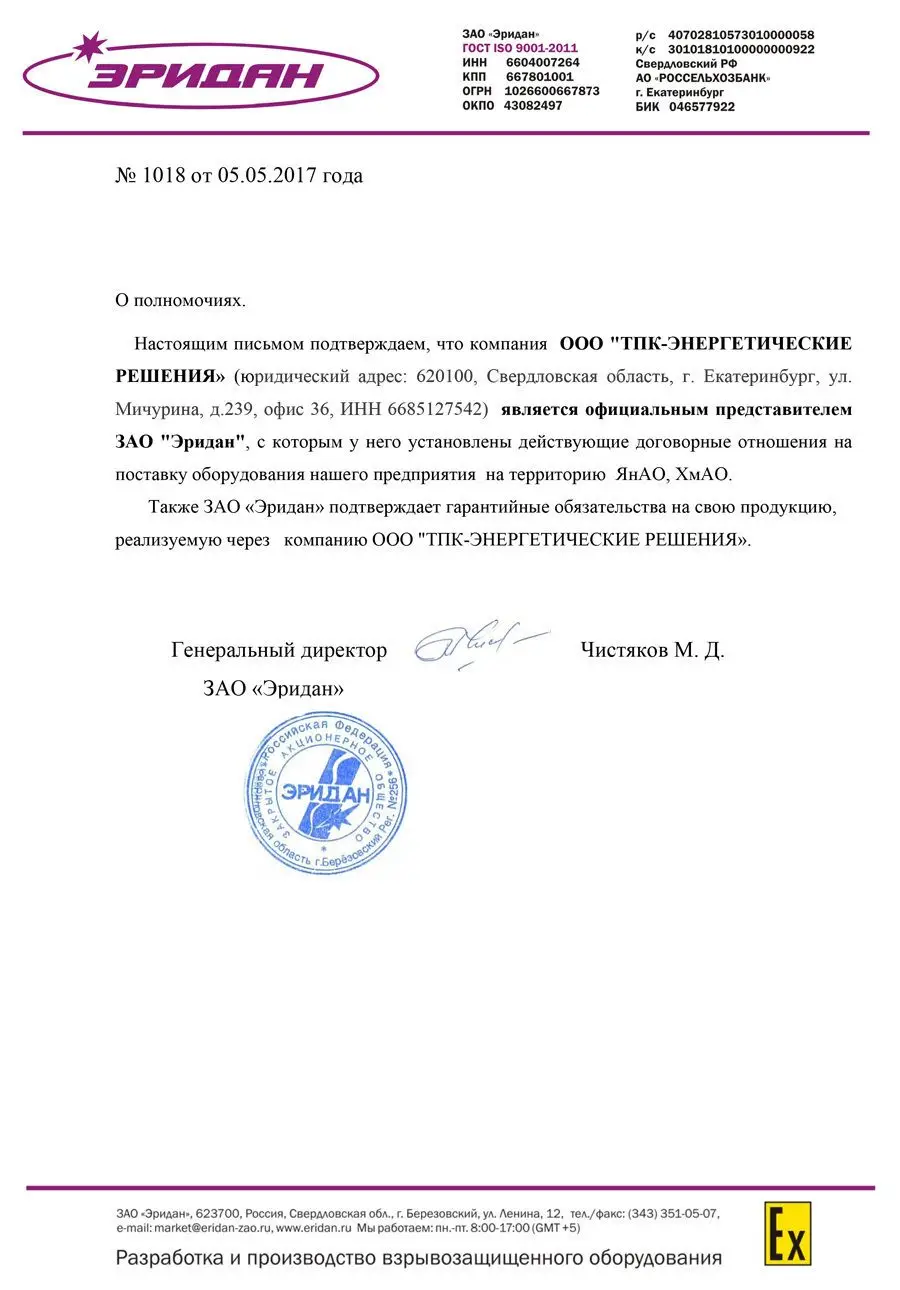 ЭРИДАН
ЗАО «Эридан»
ГОСТ ISO 9001-2011
ИНН 6604007264
КПП 667801001
ОГРН 1026600667873
ОКПО 43082497
р/с 40702810573010000058
к/с 30101810100000000922
Свердловский РФ
АО «РОССЕЛЬХОЗБАНК»
г. Екатеринбург
БИК 046577922
№ 1018 от 05.05.2017 года
О полномочиях.
Настоящим письмом подтверждаем, что компания ООО "ТПК-ЭНЕРГЕТИЧЕСКИЕ
РЕШЕНИЯ» (юридический адрес: 620100, Свердловская область, г. Екатеринбург, ул.
Мичурина, д.239, офис 36, ИНН 6685127542) является официальным представителем
ЗАО "Эридан", с которым у него установлены действующие договорные отношения на
поставку оборудования нашего предприятия на территорию ЯнАО, ХмАО.
Также ЗАО «Эридан» подтверждает гарантийные обязательства на свою продукцию,
реализуемую через компанию ООО "ТПК-ЭНЕРГЕТИЧЕСКИЕ РЕШЕНИЯ».
Генеральный директор Чистяков М. Д.
ЗАО «Эридан»
Российская Федерация
область г.Берёзовский Рег. №256
ЗАКРЫТОЕ АКЦИОНЕРНОЕ ОБЩЕСТВО
ЭРИДАН
ЗАО «Эридан», 623700, Россия, Свердловская обл., г. Березовский, ул. Ленина, 12, тел./факс: (343) 351-05-07,
e-mail: market@eridan-zao.ru, www.eridan.ru Мы работаем: пн.-пт. 8:00-17:00 (GMT +5)
Разработка и производство взрывозащищенного оборудования
Ex